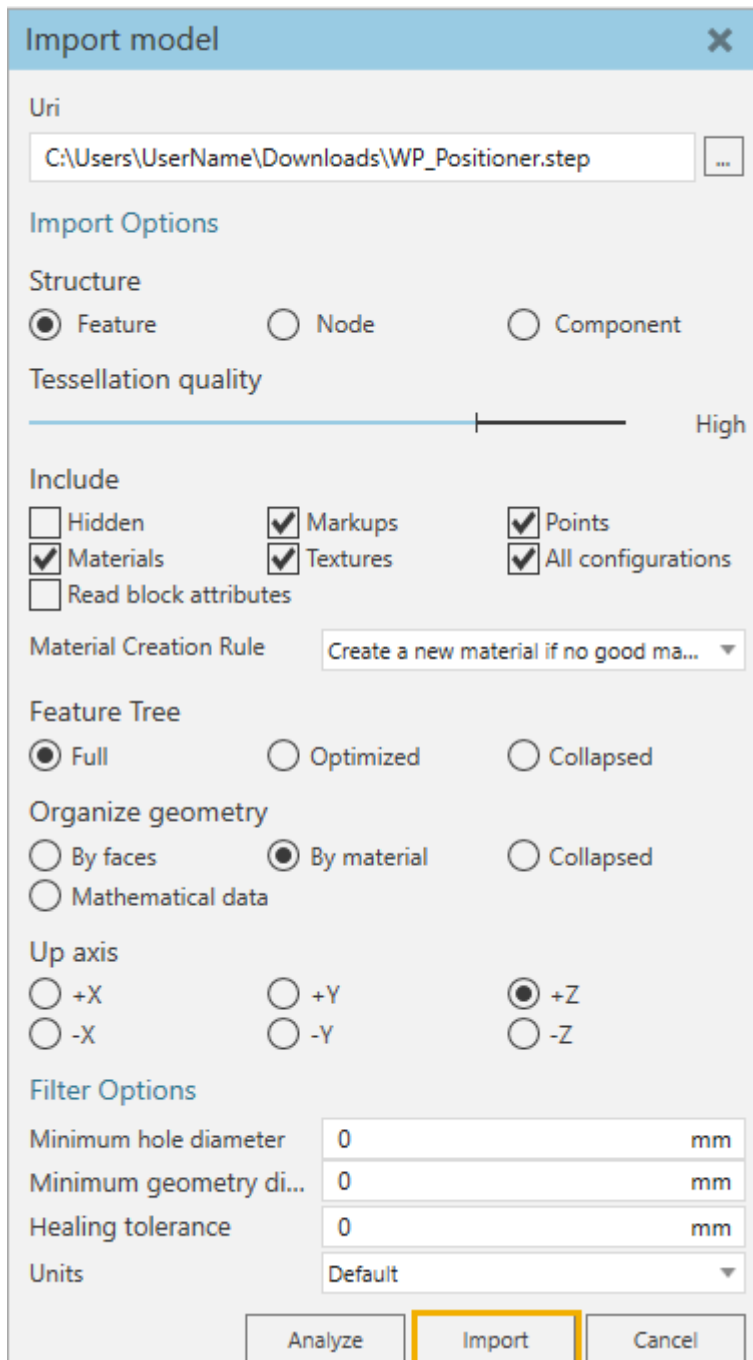 Import model
Uri
C:\Users\UserName\Downloads\WP_Positioner.step
...
Import Options
Structure
Feature Node Component
Tessellation quality
High
Include
Hidden Markups Points
Materials Textures All configurations
Read block attributes
Material Creation Rule Create a new material if no good ma...
Feature Tree
Full Optimized Collapsed
Organize geometry
By faces By material Collapsed
Mathematical data
Up axis
+X +Y +Z
-X -Y -Z
Filter Options
Minimum hole diameter 0 mm
Minimum geometry di... 0 mm
Healing tolerance 0 mm
Units Default
Analyze Import Cancel